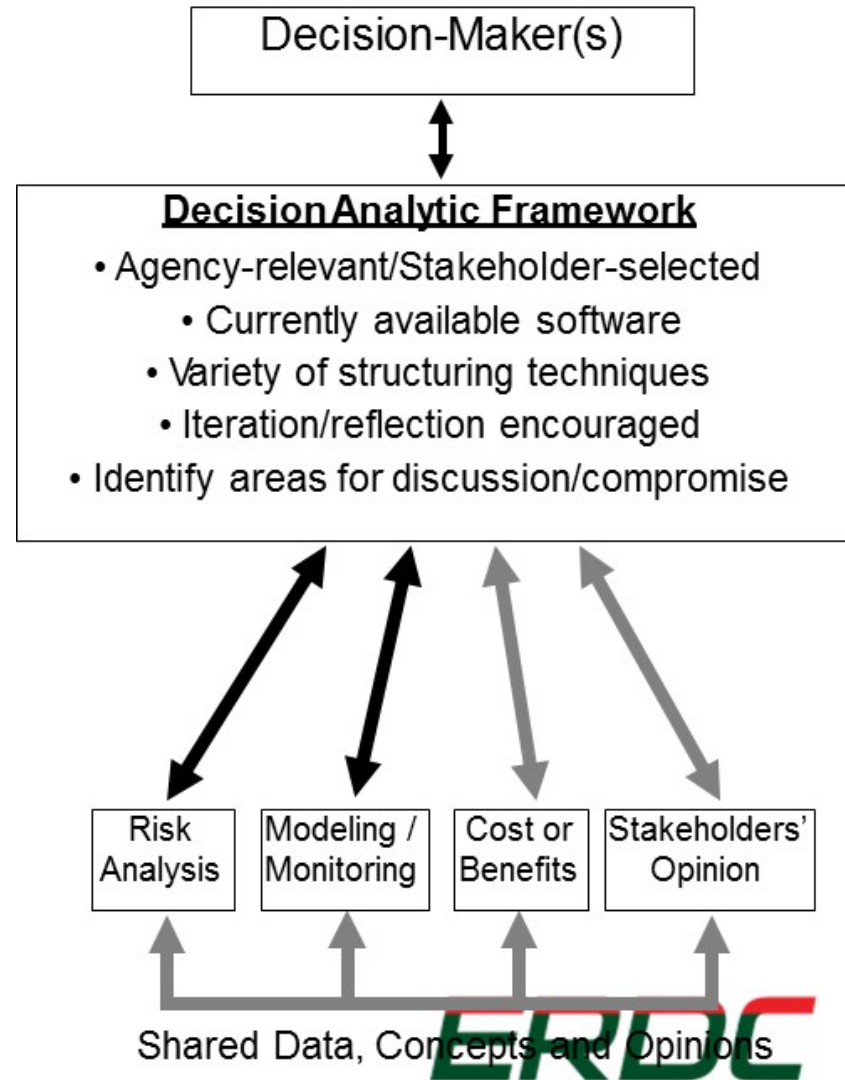 Decision-Maker(s)
Decision Analytic Framework
• Agency-relevant/Stakeholder-selected
• Currently available software
• Variety of structuring techniques
• Iteration/reflection encouraged
• Identify areas for discussion/compromise
Risk
Analysis
Modeling /
Monitoring
Cost or
Benefits
Stakeholders’
Opinion
Shared Data, Concepts and Opinions
ERDC